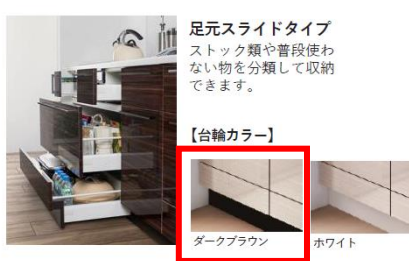 足元スライドタイプ
ストック類や普段使わ
ない物を分類して収納
できます。
【台輪カラー】
ダークブラウン
ホワイト